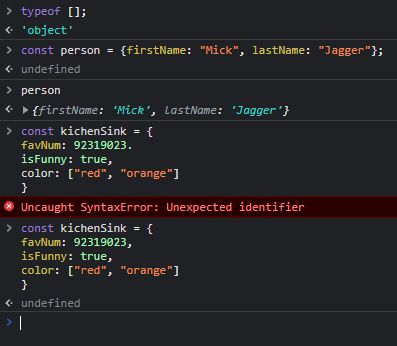 typeof [];
'object'
const person = {firstName: "Mick", lastName: "Jagger"};
undefined
person
{firstName: 'Mick', lastName: 'Jagger'}
const kichenSink = {
favNum: 92319023.
isFunny: true,
color: ["red", "orange"]
}
Uncaught SyntaxError: Unexpected identifier
const kichenSink = {
favNum: 92319023,
isFunny: true,
color: ["red", "orange"]
}
undefined